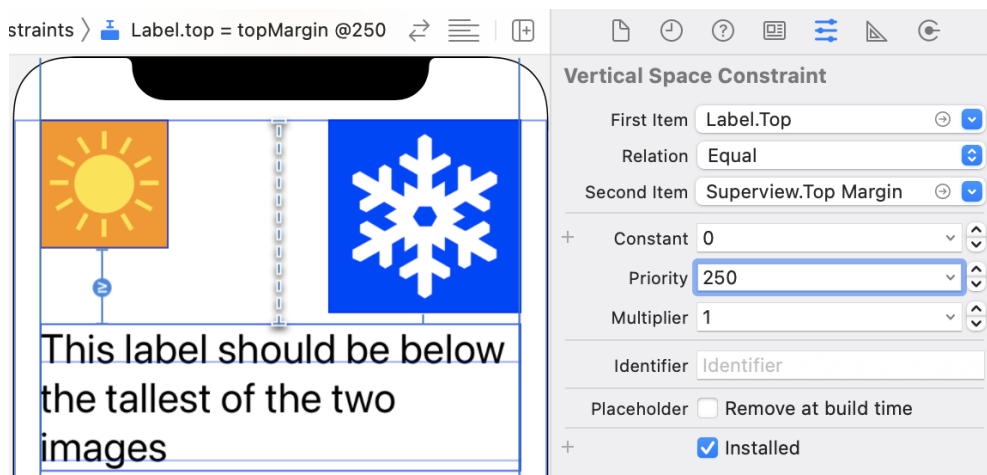 straints 〉 Label.top = topMargin @250
Vertical Space Constraint
First Item Label.Top
Relation Equal
Second Item Superview.Top Margin
Constant 0
Priority 250
Multiplier 1
Identifier Identifier
Placeholder Remove at build time
Installed
≥
This label should be below
the tallest of the two
images